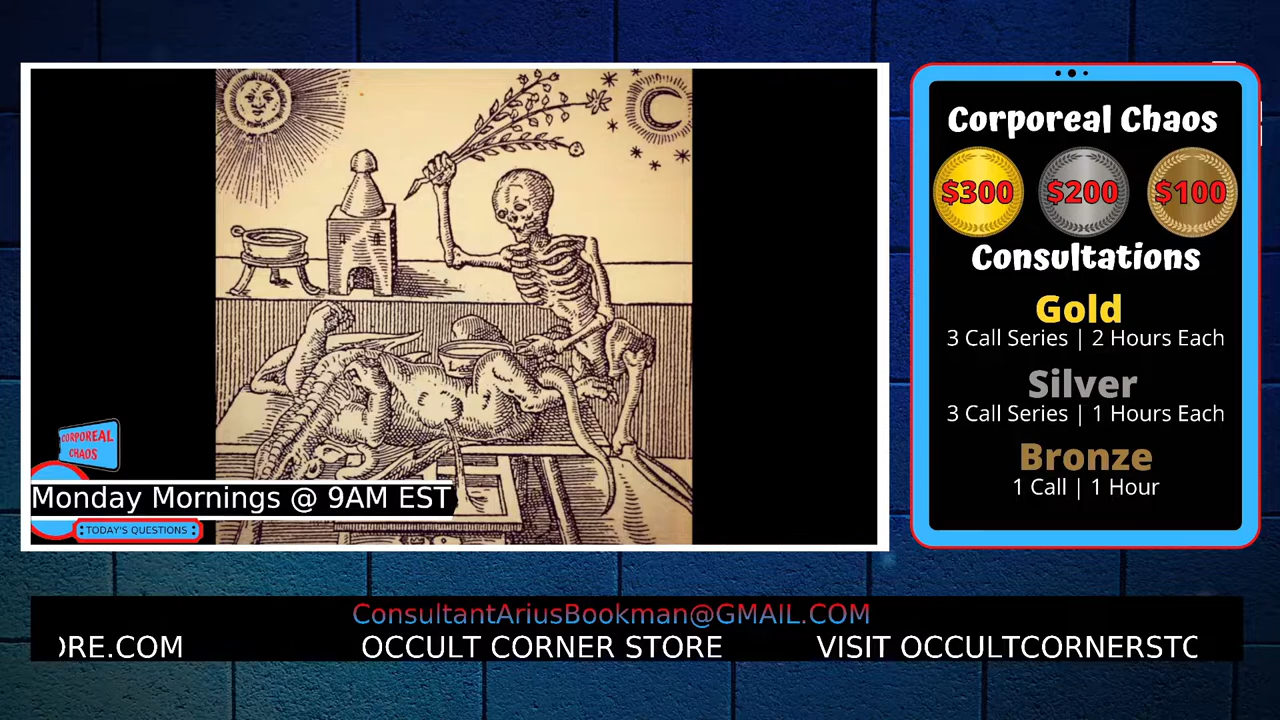 Corporeal Chaos
$300 $200 $100
Consultations
Gold
3 Call Series | 2 Hours Each
Silver
3 Call Series | 1 Hours Each
Bronze
1 Call | 1 Hour
CORPOREAL
CHAOS
Monday Mornings @ 9AM EST
TODAY'S QUESTIONS
ConsultantAriusBookman@GMAIL.COM
ORE.COM OCCULT CORNER STORE VISIT OCCULTCORNERSTO